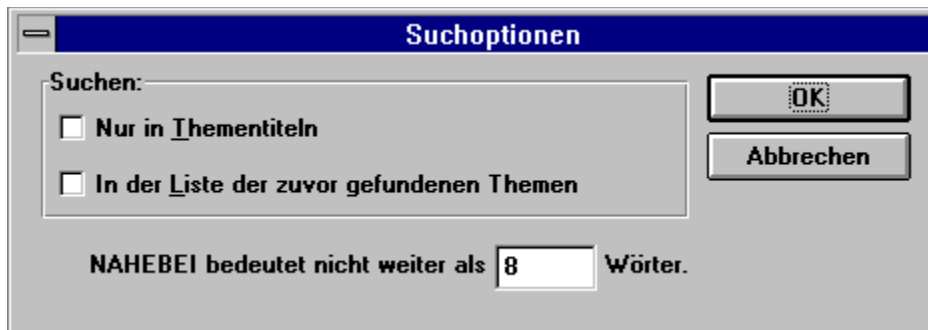 Suchoptionen
Suchen:
Nur in Thementiteln
In der Liste der zuvor gefundenen Themen
OK
Abbrechen
NAHEBEI bedeutet nicht weiter als 8 Wörter.